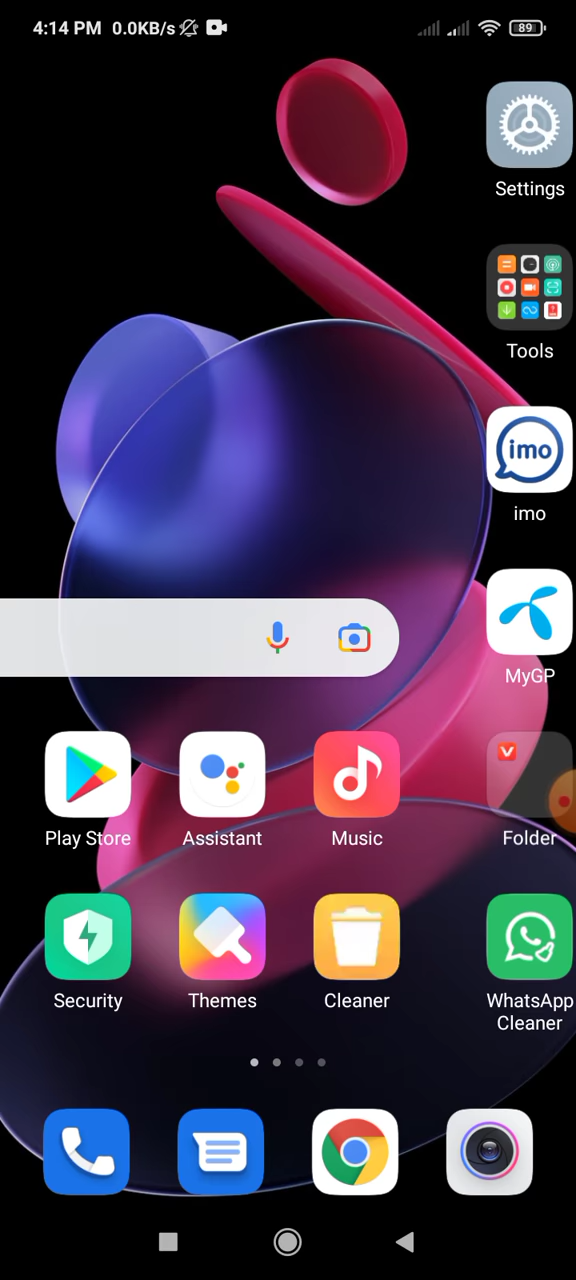 4:14 PM 0.0KB/s 89
Settings
Tools
imo
imo
MyGP
Play Store Assistant Music Folder
Security Themes Cleaner WhatsApp
Cleaner